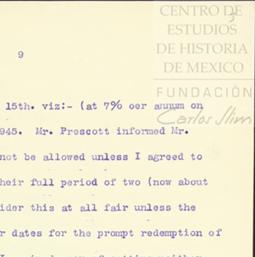 CENTRO DE
ESTUDIOS
DE HISTORIA
DE MEXICO
FUNDACIÓN
Carlos Slim
9
15th. viz:- (at 7% oer annum on
945. Mr. Prescott informed Mr.
not be allowed unless I agreed to
heir full period of two (now about
ider this at all fair unless the
r dates for the prompt redemption of